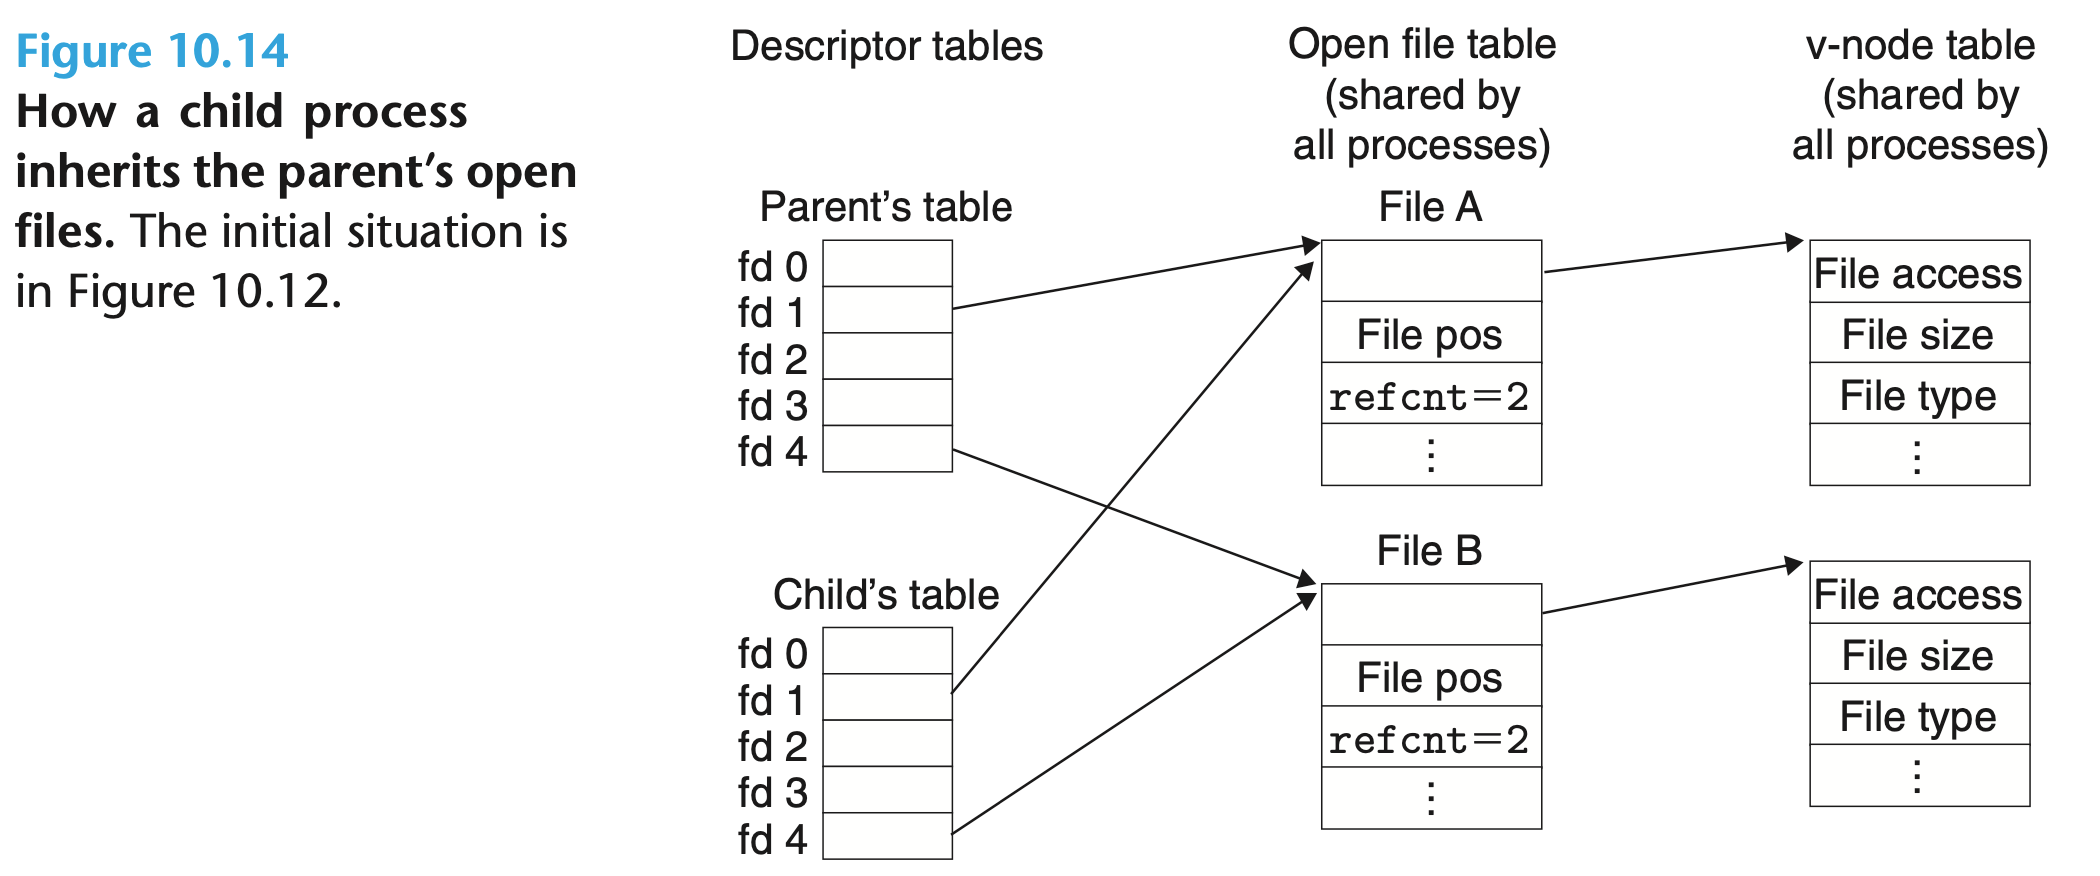 Figure 10.14
How a child process
inherits the parent's open
files. The initial situation is
in Figure 10.12.
Descriptor tables
Open file table
(shared by
all processes)
v-node table
(shared by
all processes)
Parent's table
fd 0
fd 1
fd 2
fd 3
fd 4
File A
File pos
refcnt=2
⋮
File access
File size
File type
⋮
Child's table
fd 0
fd 1
fd 2
fd 3
fd 4
File B
File pos
refcnt=2
⋮
File access
File size
File type
⋮